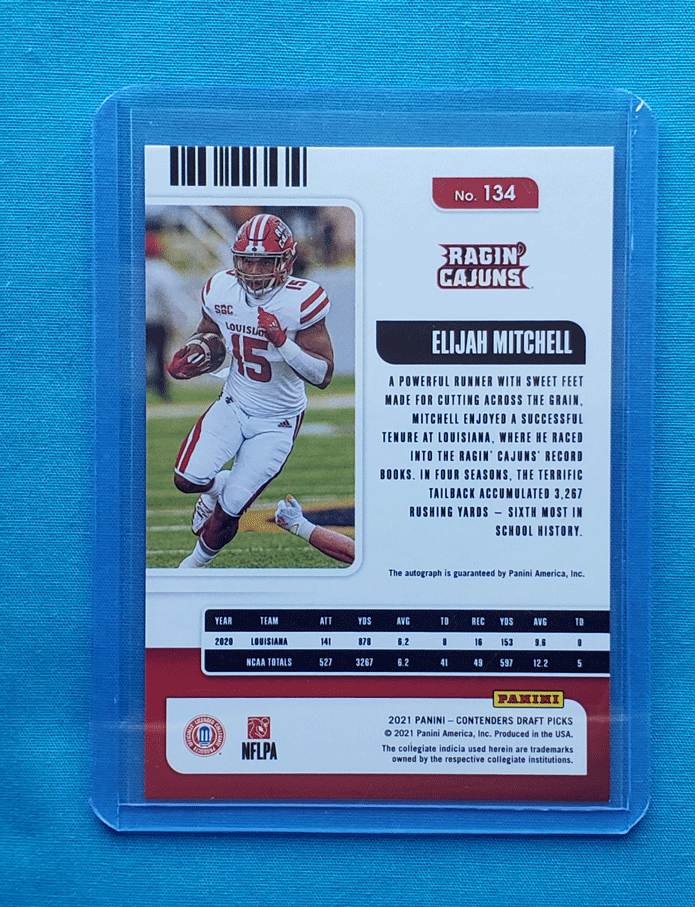 No. 134
RAGIN'
CAJUNS
SBC
LOUISIANA
15
15
ELIJAH MITCHELL
A POWERFUL RUNNER WITH SWEET FEET
MADE FOR CUTTING ACROSS THE GRAIN,
MITCHELL ENJOYED A SUCCESSFUL
TENURE AT LOUISIANA, WHERE HE RACED
INTO THE RAGIN' CAJUNS' RECORD
BOOKS. IN FOUR SEASONS, THE TERRIFIC
TAILBACK ACCUMULATED 3,267
RUSHING YARDS – SIXTH MOST IN
SCHOOL HISTORY.
The autograph is guaranteed by Panini America, Inc.
YEAR TEAM ATT YDS AVG TD REC YDS AVG TD
2020 LOUISIANA 141 878 6.2 8 16 153 9.6 0
NCAA TOTALS 527 3267 6.2 41 49 597 12.2 5
PANINI
2021 PANINI – CONTENDERS DRAFT PICKS
© 2021 Panini America, Inc. Produced in the USA.
The collegiate indicia used herein are trademarks
owned by the respective collegiate institutions.
OFFICIALLY LICENSED COLLEGIATE PRODUCTS
NFLPA